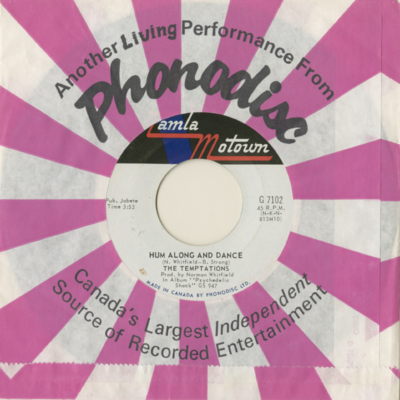 Another Living Performance From
Phonodisc
Tamla
Motown
Pub. Jobete
Time 3:53
G 7102
45 R.P.M.
HUM ALONG AND DANCE
(N. Whitfield-B. Strong)
THE TEMPTATIONS
Prod. by Norman Whitfield
in Album "Psychedelic
Shack" GS 947
MADE IN CANADA BY PHONODISC LTD.
Canada's Largest Independent
Source of Recorded Entertainment